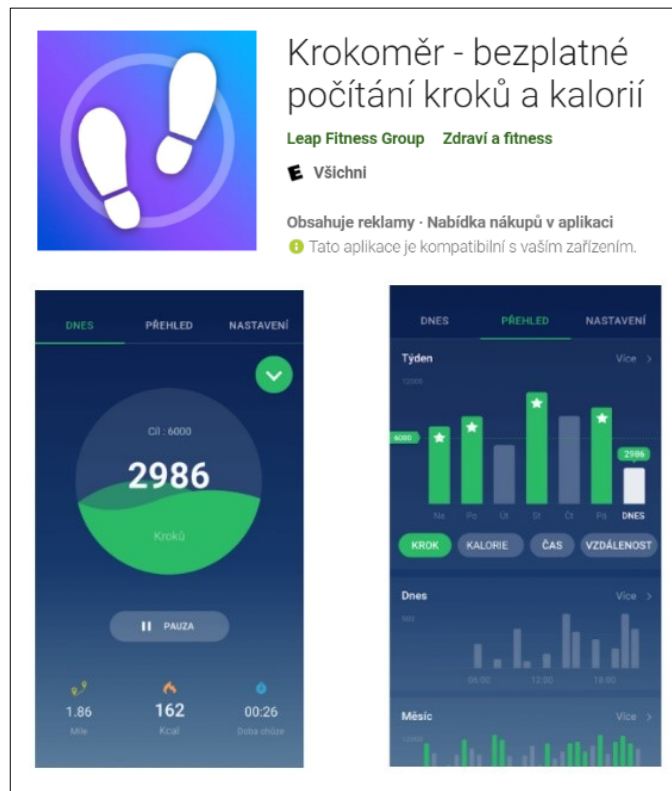 Krokoměr - bezplatné
počítání kroků a kalorií
Leap Fitness Group Zdraví a fitness
E Všichni
Obsahuje reklamy · Nabídka nákupů v aplikaci
Tato aplikace je kompatibilní s vaším zařízením.
DNES PŘEHLED NASTAVENÍ
Cíl : 6000
2986
Kroků
PAUZA
1.86 162 00:26
Míle Kcal Doba chůze
DNES PŘEHLED NASTAVENÍ
Týden Více >
12000
6000
2986
Ne Po Út St Čt Pá DNES
KROK KALORIE ČAS VZDÁLENOST
Dnes Více >
500
06:00 12:00 18:00
Měsíc Více >
12000